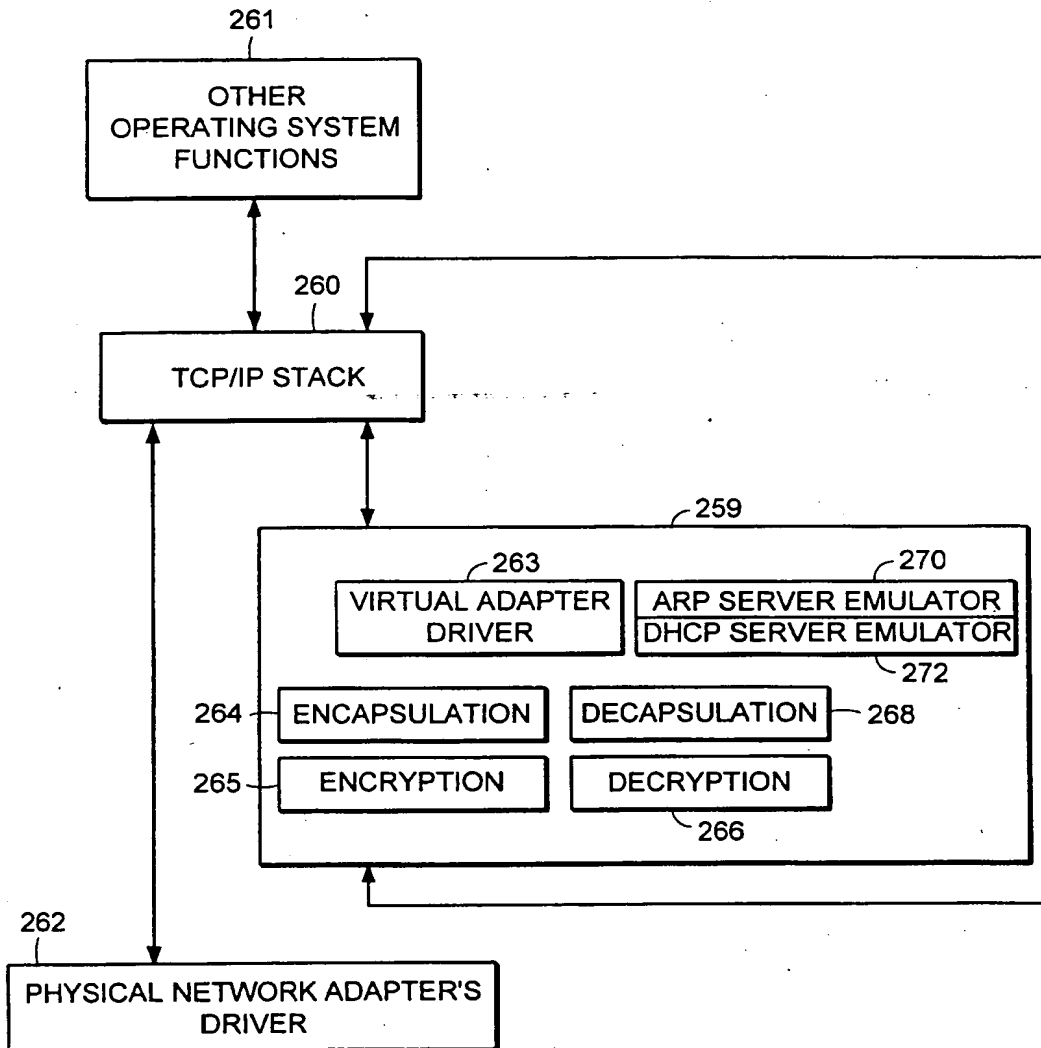 261
OTHER
OPERATING SYSTEM
FUNCTIONS
260
TCP/IP STACK
259
263
VIRTUAL ADAPTER
DRIVER
270
ARP SERVER EMULATOR
DHCP SERVER EMULATOR
272
264
ENCAPSULATION
DECAPSULATION
268
265
ENCRYPTION
DECRYPTION
266
262
PHYSICAL NETWORK ADAPTER'S
DRIVER